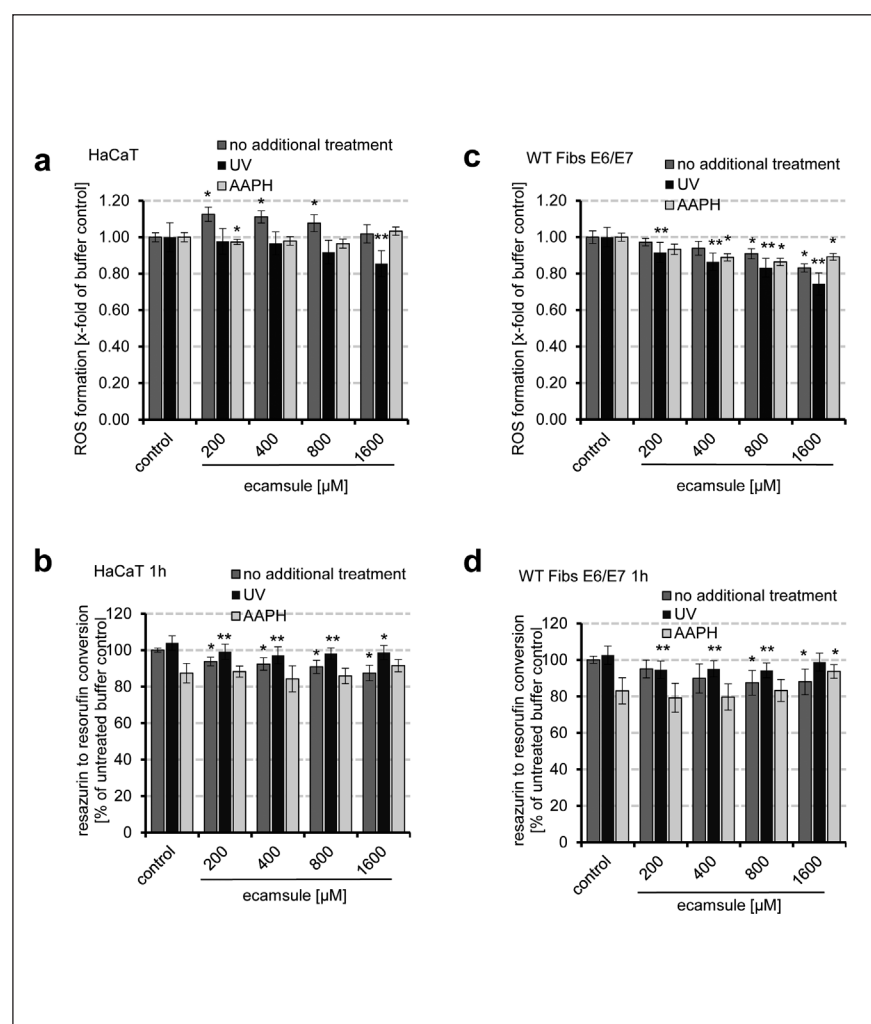 a
HaCaT
no additional treatment
UV
AAPH
ROS formation [x-fold of buffer control]
1.20
1.00
0.80
0.60
0.40
0.20
0.00
* * * * **
control 200 400 800 1600
ecamsule [µM]
c
WT Fibs E6/E7
no additional treatment
UV
AAPH
ROS formation [x-fold of buffer control]
1.20
1.00
0.80
0.60
0.40
0.20
0.00
** ** * * ** * * ** *
control 200 400 800 1600
ecamsule [µM]
b
HaCaT 1h
no additional treatment
UV
AAPH
resazurin to resorufin conversion
[% of untreated buffer control]
120
100
80
60
40
20
0
* ** * ** * ** * *
control 200 400 800 1600
ecamsule [µM]
d
WT Fibs E6/E7 1h
no additional treatment
UV
AAPH
resazurin to resorufin conversion
[% of untreated buffer control]
120
100
80
60
40
20
0
** ** * ** * *
control 200 400 800 1600
ecamsule [µM]